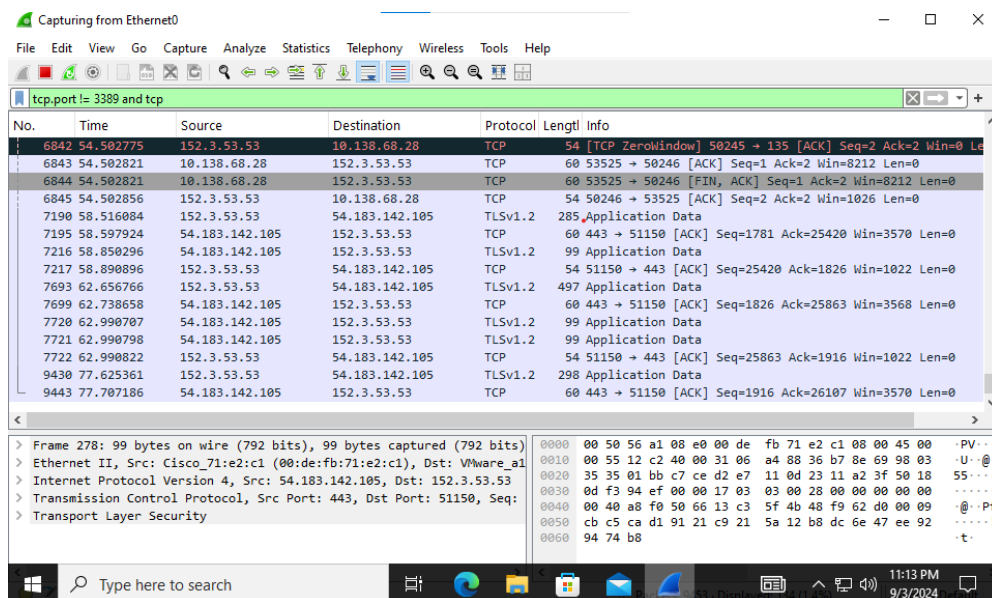 Capturing from Ethernet0
File Edit View Go Capture Analyze Statistics Telephony Wireless Tools Help
tcp.port != 3389 and tcp
No. Time Source Destination Protocol Lengtl Info
6842 54.502775 152.3.53.53 10.138.68.28 TCP 54 [TCP ZeroWindow] 50245 → 135 [ACK] Seq=2 Ack=2 Win=0 Le
6843 54.502821 10.138.68.28 152.3.53.53 TCP 60 53525 → 50246 [ACK] Seq=1 Ack=2 Win=8212 Len=0
6844 54.502821 10.138.68.28 152.3.53.53 TCP 60 53525 → 50246 [FIN, ACK] Seq=1 Ack=2 Win=8212 Len=0
6845 54.502856 152.3.53.53 10.138.68.28 TCP 54 50246 → 53525 [ACK] Seq=2 Ack=2 Win=1026 Len=0
7190 58.516084 152.3.53.53 54.183.142.105 TLSv1.2 285 Application Data
7195 58.597924 54.183.142.105 152.3.53.53 TCP 60 443 → 51150 [ACK] Seq=1781 Ack=25420 Win=3570 Len=0
7216 58.850296 54.183.142.105 152.3.53.53 TLSv1.2 99 Application Data
7217 58.890896 152.3.53.53 54.183.142.105 TCP 54 51150 → 443 [ACK] Seq=25420 Ack=1826 Win=1022 Len=0
7693 62.656766 152.3.53.53 54.183.142.105 TLSv1.2 497 Application Data
7699 62.738658 54.183.142.105 152.3.53.53 TCP 60 443 → 51150 [ACK] Seq=1826 Ack=25863 Win=3568 Len=0
7720 62.990707 54.183.142.105 152.3.53.53 TLSv1.2 99 Application Data
7721 62.990798 54.183.142.105 152.3.53.53 TLSv1.2 99 Application Data
7722 62.990822 152.3.53.53 54.183.142.105 TCP 54 51150 → 443 [ACK] Seq=25863 Ack=1916 Win=1022 Len=0
9430 77.625361 152.3.53.53 54.183.142.105 TLSv1.2 298 Application Data
9443 77.707186 54.183.142.105 152.3.53.53 TCP 60 443 → 51150 [ACK] Seq=1916 Ack=26107 Win=3570 Len=0
Frame 278: 99 bytes on wire (792 bits), 99 bytes captured (792 bits)
Ethernet II, Src: Cisco_71:e2:c1 (00:de:fb:71:e2:c1), Dst: VMware_a1
Internet Protocol Version 4, Src: 54.183.142.105, Dst: 152.3.53.53
Transmission Control Protocol, Src Port: 443, Dst Port: 51150, Seq:
Transport Layer Security
0000 00 50 56 a1 08 e0 00 de fb 71 e2 c1 08 00 45 00 ·PV··
0010 00 55 12 c2 40 00 31 06 a4 88 36 b7 8e 69 98 03 ·U··@
0020 35 35 01 bb c7 ce d2 e7 11 0d 23 11 a2 3f 50 18 55···
0030 0d f3 94 ef 00 00 17 03 03 00 28 00 00 00 00 00 ·····
0040 00 40 a8 f0 50 66 13 c3 5f 4b 48 f9 62 d0 00 09 ·@··Pf
0050 cb c5 ca d1 91 21 c9 21 5a 12 b8 dc 6e 47 ee 92 ·····
0060 94 74 b8 ·t·
Type here to search
11:13 PM
9/3/2024